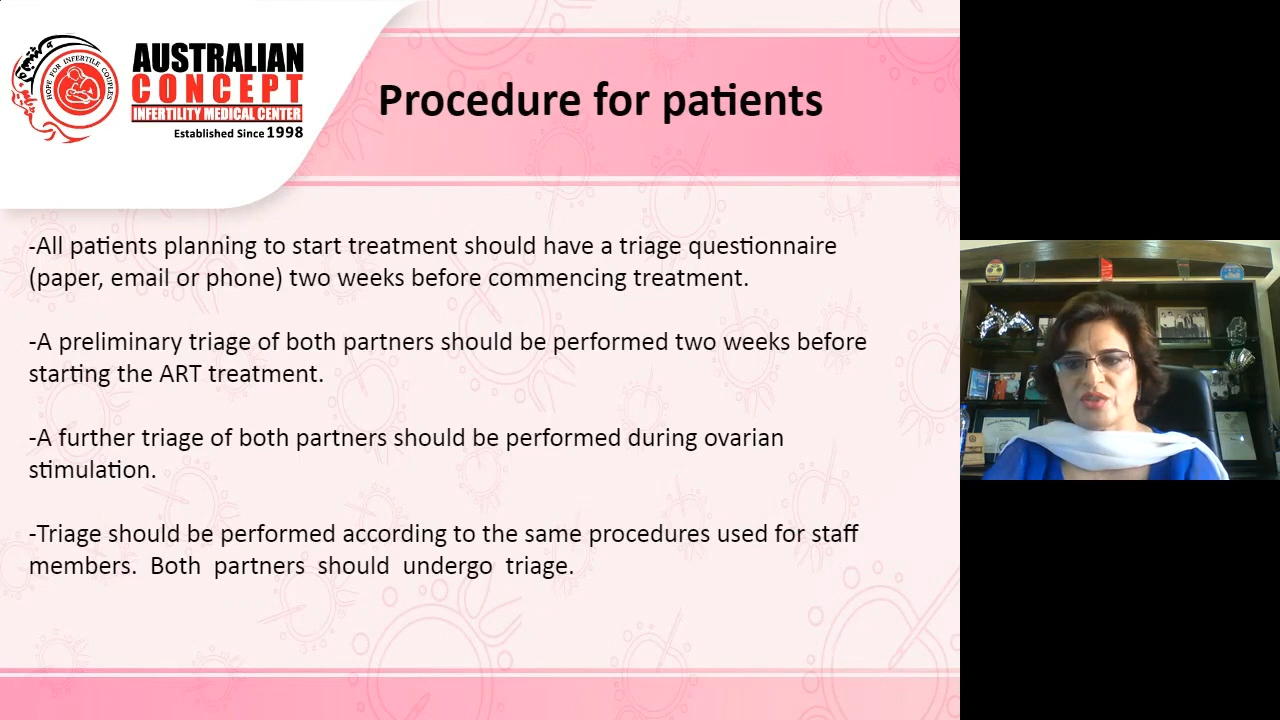 HOPE FOR INFERTILE COUPLES
AUSTRALIAN
CONCEPT
INFERTILITY MEDICAL CENTER
Established Since 1998
Procedure for patients
-All patients planning to start treatment should have a triage questionnaire
(paper, email or phone) two weeks before commencing treatment.
-A preliminary triage of both partners should be performed two weeks before
starting the ART treatment.
-A further triage of both partners should be performed during ovarian
stimulation.
-Triage should be performed according to the same procedures used for staff
members. Both partners should undergo triage.